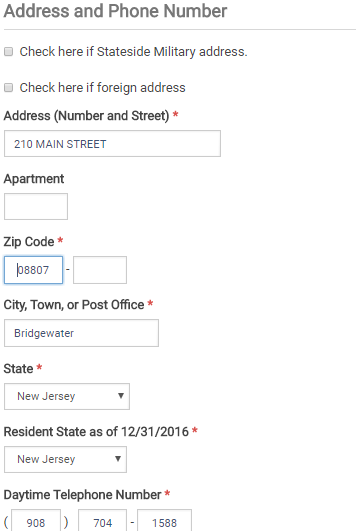 Address and Phone Number
Check here if Stateside Military address.
Check here if foreign address
Address (Number and Street) *
210 MAIN STREET
Apartment
Zip Code *
08807 -
City, Town, or Post Office *
Bridgewater
State *
New Jersey
Resident State as of 12/31/2016 *
New Jersey
Daytime Telephone Number *
( 908 ) 704 - 1588